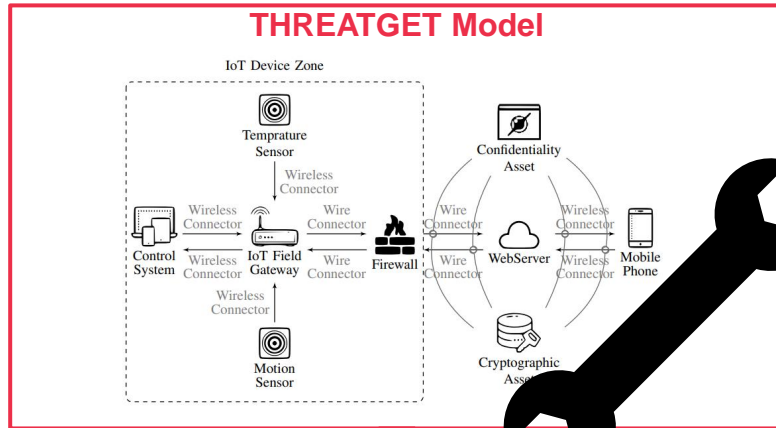 THREATGET Model
IoT Device Zone
Temprature
Sensor
Confidentiality
Asset
Wireless
Connector
Wireless
Connector
Wire
Connector
Wire
Connector
Wireless
Connector
Control
System
IoT Field
Gateway
Firewall
WebServer
Mobile
Phone
Wireless
Connector
Wire
Connector
Wire
Connector
Wireless
Connector
Wireless
Connector
Motion
Sensor
Cryptographic
Asset